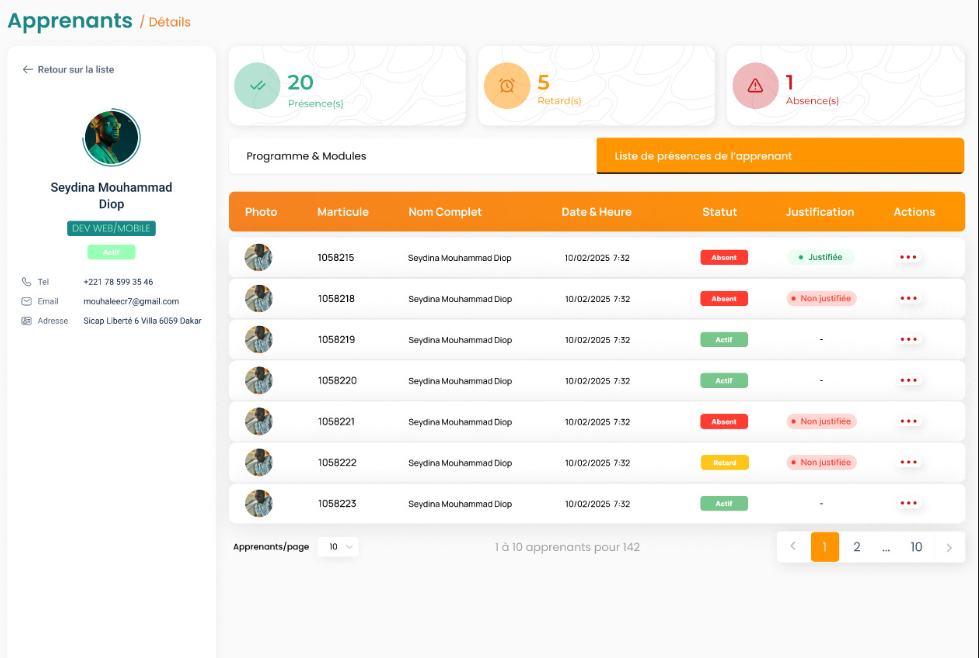 Apprenants / Détails
Retour sur la liste
Seydina Mouhammad
Diop
DEV WEB/MOBILE
Actif
Tel +221 78 599 35 46
Email mouhaleecr7@gmail.com
Adresse Sicap Liberté 6 Villa 6059 Dakar
20
Présence(s)
5
Retard(s)
1
Absence(s)
Programme & Modules
Liste de présences de l'apprenant
Photo Marticule Nom Complet Date & Heure Statut Justification Actions
1058215 Seydina Mouhammad Diop 10/02/2025 7:32 Absent Justifiée
1058218 Seydina Mouhammad Diop 10/02/2025 7:32 Absent Non justifiée
1058219 Seydina Mouhammad Diop 10/02/2025 7:32 Actif -
1058220 Seydina Mouhammad Diop 10/02/2025 7:32 Actif -
1058221 Seydina Mouhammad Diop 10/02/2025 7:32 Absent Non justifiée
1058222 Seydina Mouhammad Diop 10/02/2025 7:32 Retard Non justifiée
1058223 Seydina Mouhammad Diop 10/02/2025 7:32 Actif -
Apprenants/page 10 1 à 10 apprenants pour 142 1 2 ... 10